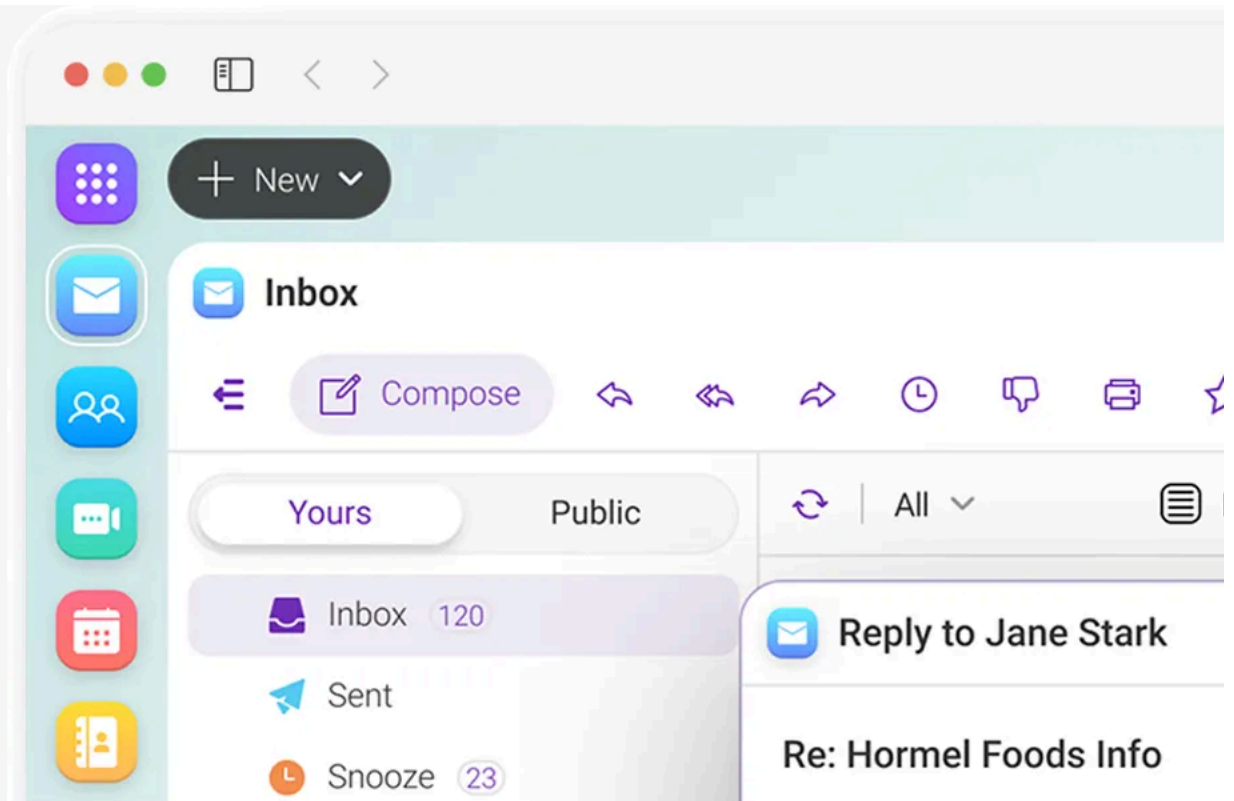 New
Inbox
Compose
Yours Public
All
Inbox 120
Reply to Jane Stark
Sent
Re: Hormel Foods Info
Snooze 23